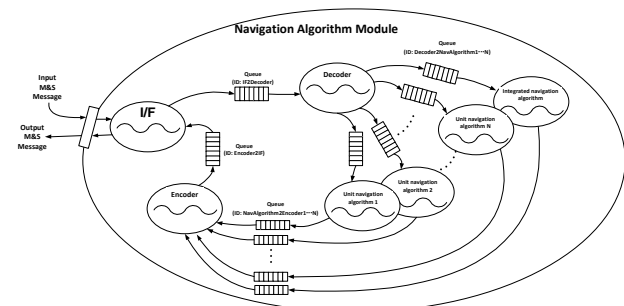 Navigation Algorithm Module
Input
M&S
Message
Output
M&S
Message
I/F
Queue
(ID: IF2Decoder)
Decoder
Queue
(ID: Decoder2NavAlgorithm1⋯N)
Integrated navigation
algorithm
Unit navigation
algorithm N
Queue
(ID: Encoder2IF)
Unit navigation
algorithm 2
Unit navigation
algorithm 1
Encoder
Queue
(ID: NavAlgorithm2Encoder1⋯N)